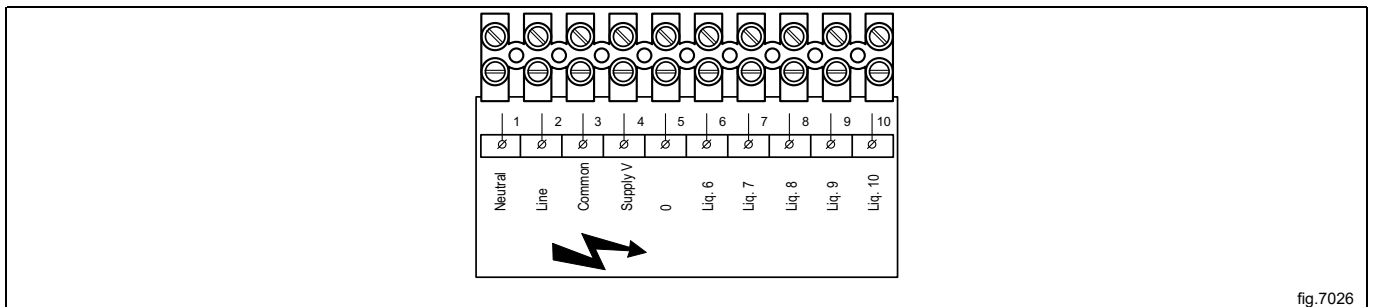 1 2 3 4 5 6 7 8 9 10
Neutral
Line
Common
Supply V
0
Liq. 6
Liq. 7
Liq. 8
Liq. 9
Liq. 10
fig.7026